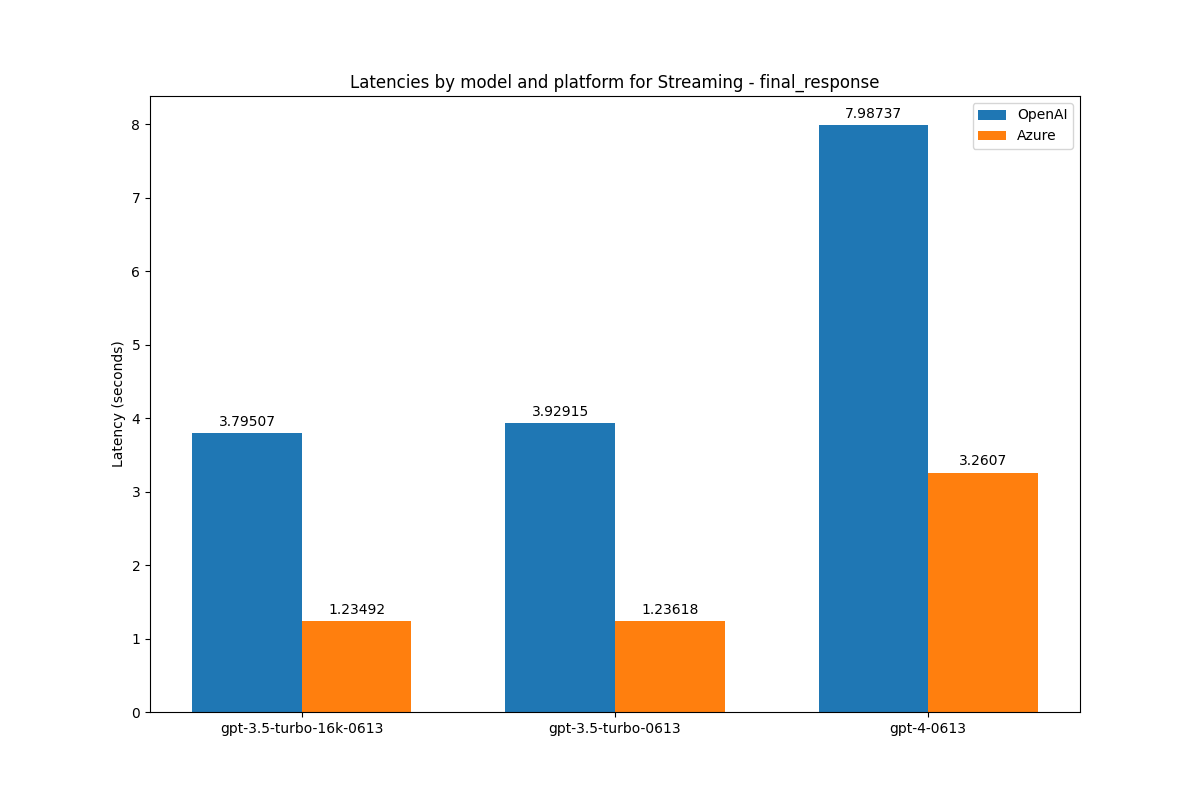 Latencies by model and platform for Streaming - final_response
OpenAI
Azure
Latency (seconds)
8
7
6
5
4
3
2
1
0
3.79507
1.23492
3.92915
1.23618
7.98737
3.2607
gpt-3.5-turbo-16k-0613
gpt-3.5-turbo-0613
gpt-4-0613